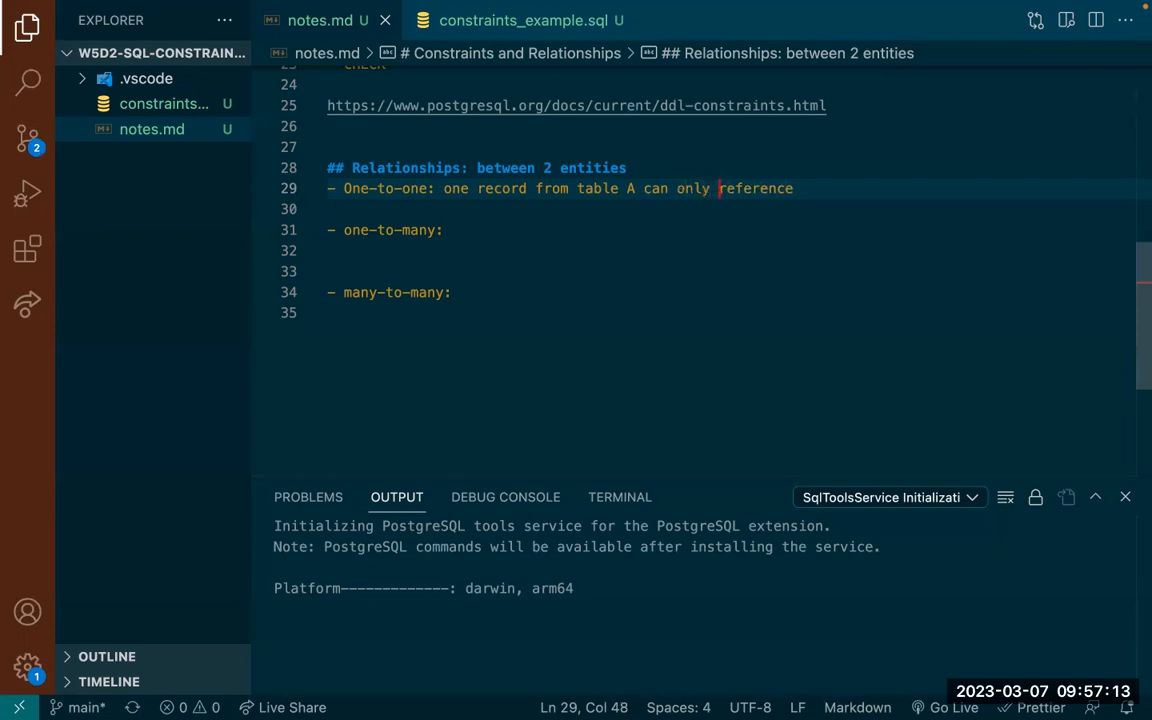 EXPLORER
notes.md U
constraints_example.sql U
W5D2-SQL-CONSTRAIN...
notes.md > # Constraints and Relationships > ## Relationships: between 2 entities
.vscode
constraints... U
notes.md U
24
25 https://www.postgresql.org/docs/current/ddl-constraints.html
26
27
28 ## Relationships: between 2 entities
29 - One-to-one: one record from table A can only reference
30
31 - one-to-many:
32
33
34 - many-to-many:
35
2
PROBLEMS OUTPUT DEBUG CONSOLE TERMINAL SqlToolsService Initializati
Initializing PostgreSQL tools service for the PostgreSQL extension.
Note: PostgreSQL commands will be available after installing the service.
Platform-------------: darwin, arm64
OUTLINE
TIMELINE
1
2023-03-07 09:57:13
main* 0 0 Live Share Ln 29, Col 48 Spaces: 4 UTF-8 LF Markdown Go Live Prettier